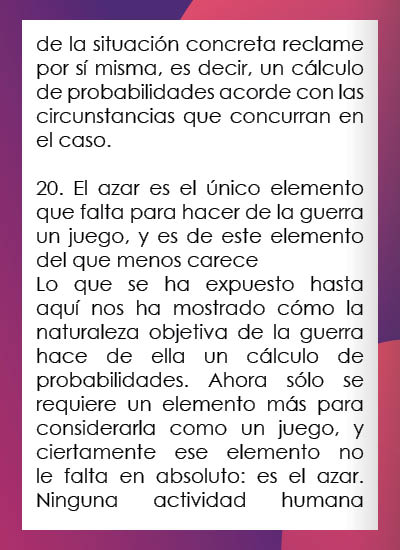 de la situación concreta reclame
por sí misma, es decir, un cálculo
de probabilidades acorde con las
circunstancias que concurran en
el caso.
20. El azar es el único elemento
que falta para hacer de la guerra
un juego, y es de este elemento
del que menos carece
Lo que se ha expuesto hasta
aquí nos ha mostrado cómo la
naturaleza objetiva de la guerra
hace de ella un cálculo de
probabilidades. Ahora sólo se
requiere un elemento más para
considerarla como un juego, y
ciertamente ese elemento no
le falta en absoluto: es el azar.
Ninguna actividad humana